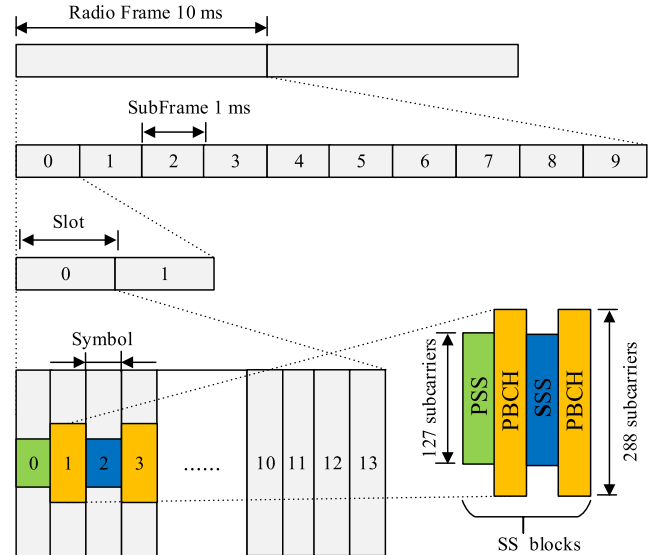 Radio Frame 10 ms
SubFrame 1 ms
0 1 2 3 4 5 6 7 8 9
Slot
0 1
Symbol
0 1 2 3 ...... 10 11 12 13
127 subcarriers
PSS
PBCH
SSS
PBCH
288 subcarriers
SS blocks